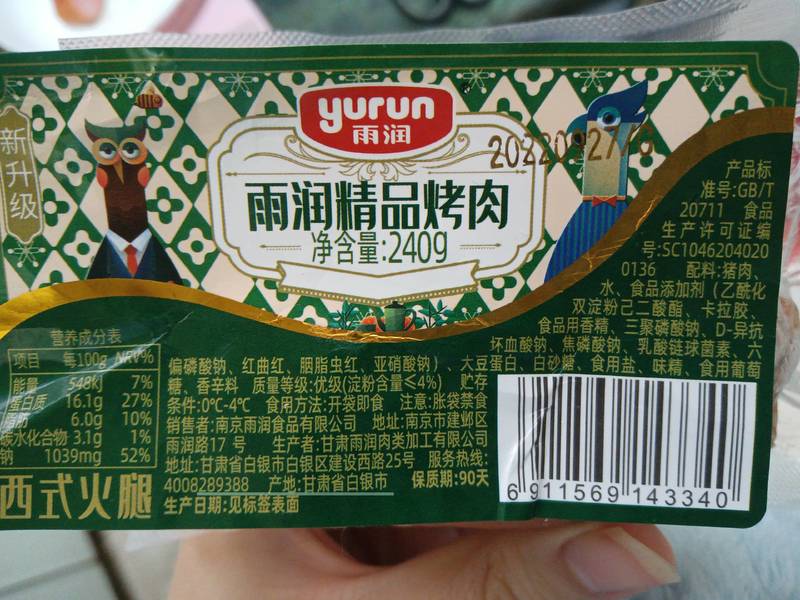 新升级
yurun
雨润
雨润精品烤肉
净含量:240g
产品标
准号:GB/T
20711 食品
生产许可证编
号:SC1046204020
0136 配料:猪肉、
水、食品添加剂（乙酰化
双淀粉己二酸酯、卡拉胶、
食品用香精、三聚磷酸钠、D-异抗
坏血酸钠、焦磷酸钠、乳酸链球菌素、六
偏磷酸钠、红曲红、胭脂虫红、亚硝酸钠）、大豆蛋白、白砂糖、食用盐、味精、食用葡萄
糖、香辛料 质量等级:优级(淀粉含量≤4%) 贮存
条件:0℃-4℃ 食用方法:开袋即食 注意:胀袋禁食
销售者:南京雨润食品有限公司 地址:南京市建邺区
雨润路17号 生产者:甘肃雨润肉类加工有限公司
地址:甘肃省白银市白银区建设西路25号 服务热线:
4008289388 产地:甘肃省白银市 保质期:90天
生产日期:见标签表面
营养成分表
项目 每100g NRV%
能量 548KJ 7%
蛋白质 16.1g 27%
脂肪 6.0g 10%
碳水化合物 3.1g 1%
钠 1039mg 52%
西式火腿
6 911569 143340